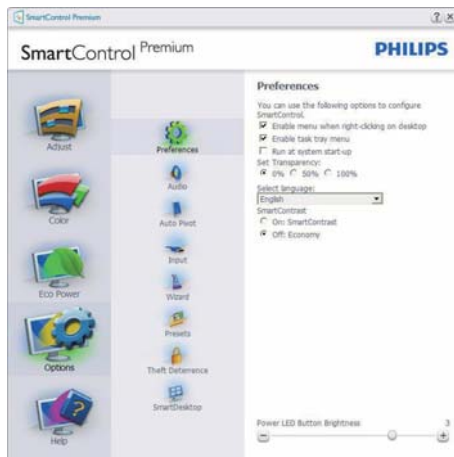 SmartControl Premium
SmartControl Premium
PHILIPS
Adjust
Color
Eco Power
Options
Help
Preferences
Audio
Auto Pivot
Input
Wizard
Presets
Theft Deterrence
SmartDesktop
Preferences
You can use the following options to configure
SmartControl.
Enable menu when right-clicking on desktop
Enable task tray menu
Run at system start-up
Set Transparency:
0% 50% 100%
Select language:
English
SmartContrast
On: SmartContrast
Off: Economy
Power LED Button Brightness 3